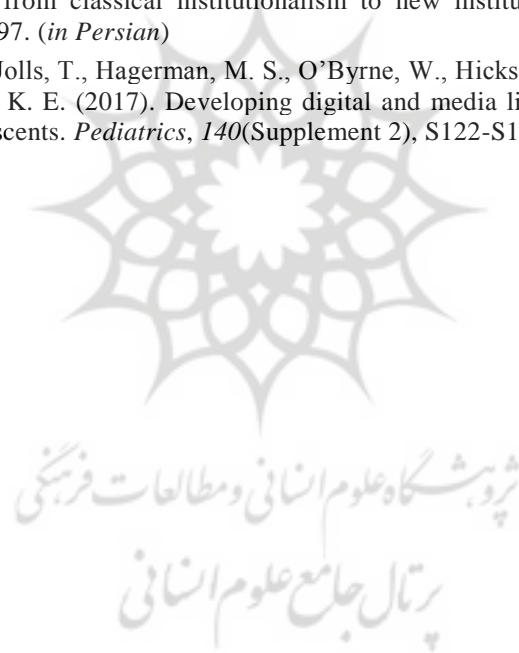 from classical institutionalism to new institu
97. (in Persian)
Jolls, T., Hagerman, M. S., O'Byrne, W., Hicks
K. E. (2017). Developing digital and media li
scents. Pediatrics, 140(Supplement 2), S122-S1
پژوهشگاه علوم انسانی و مطالعات فرهنگی
پرتال جامع علوم انسانی